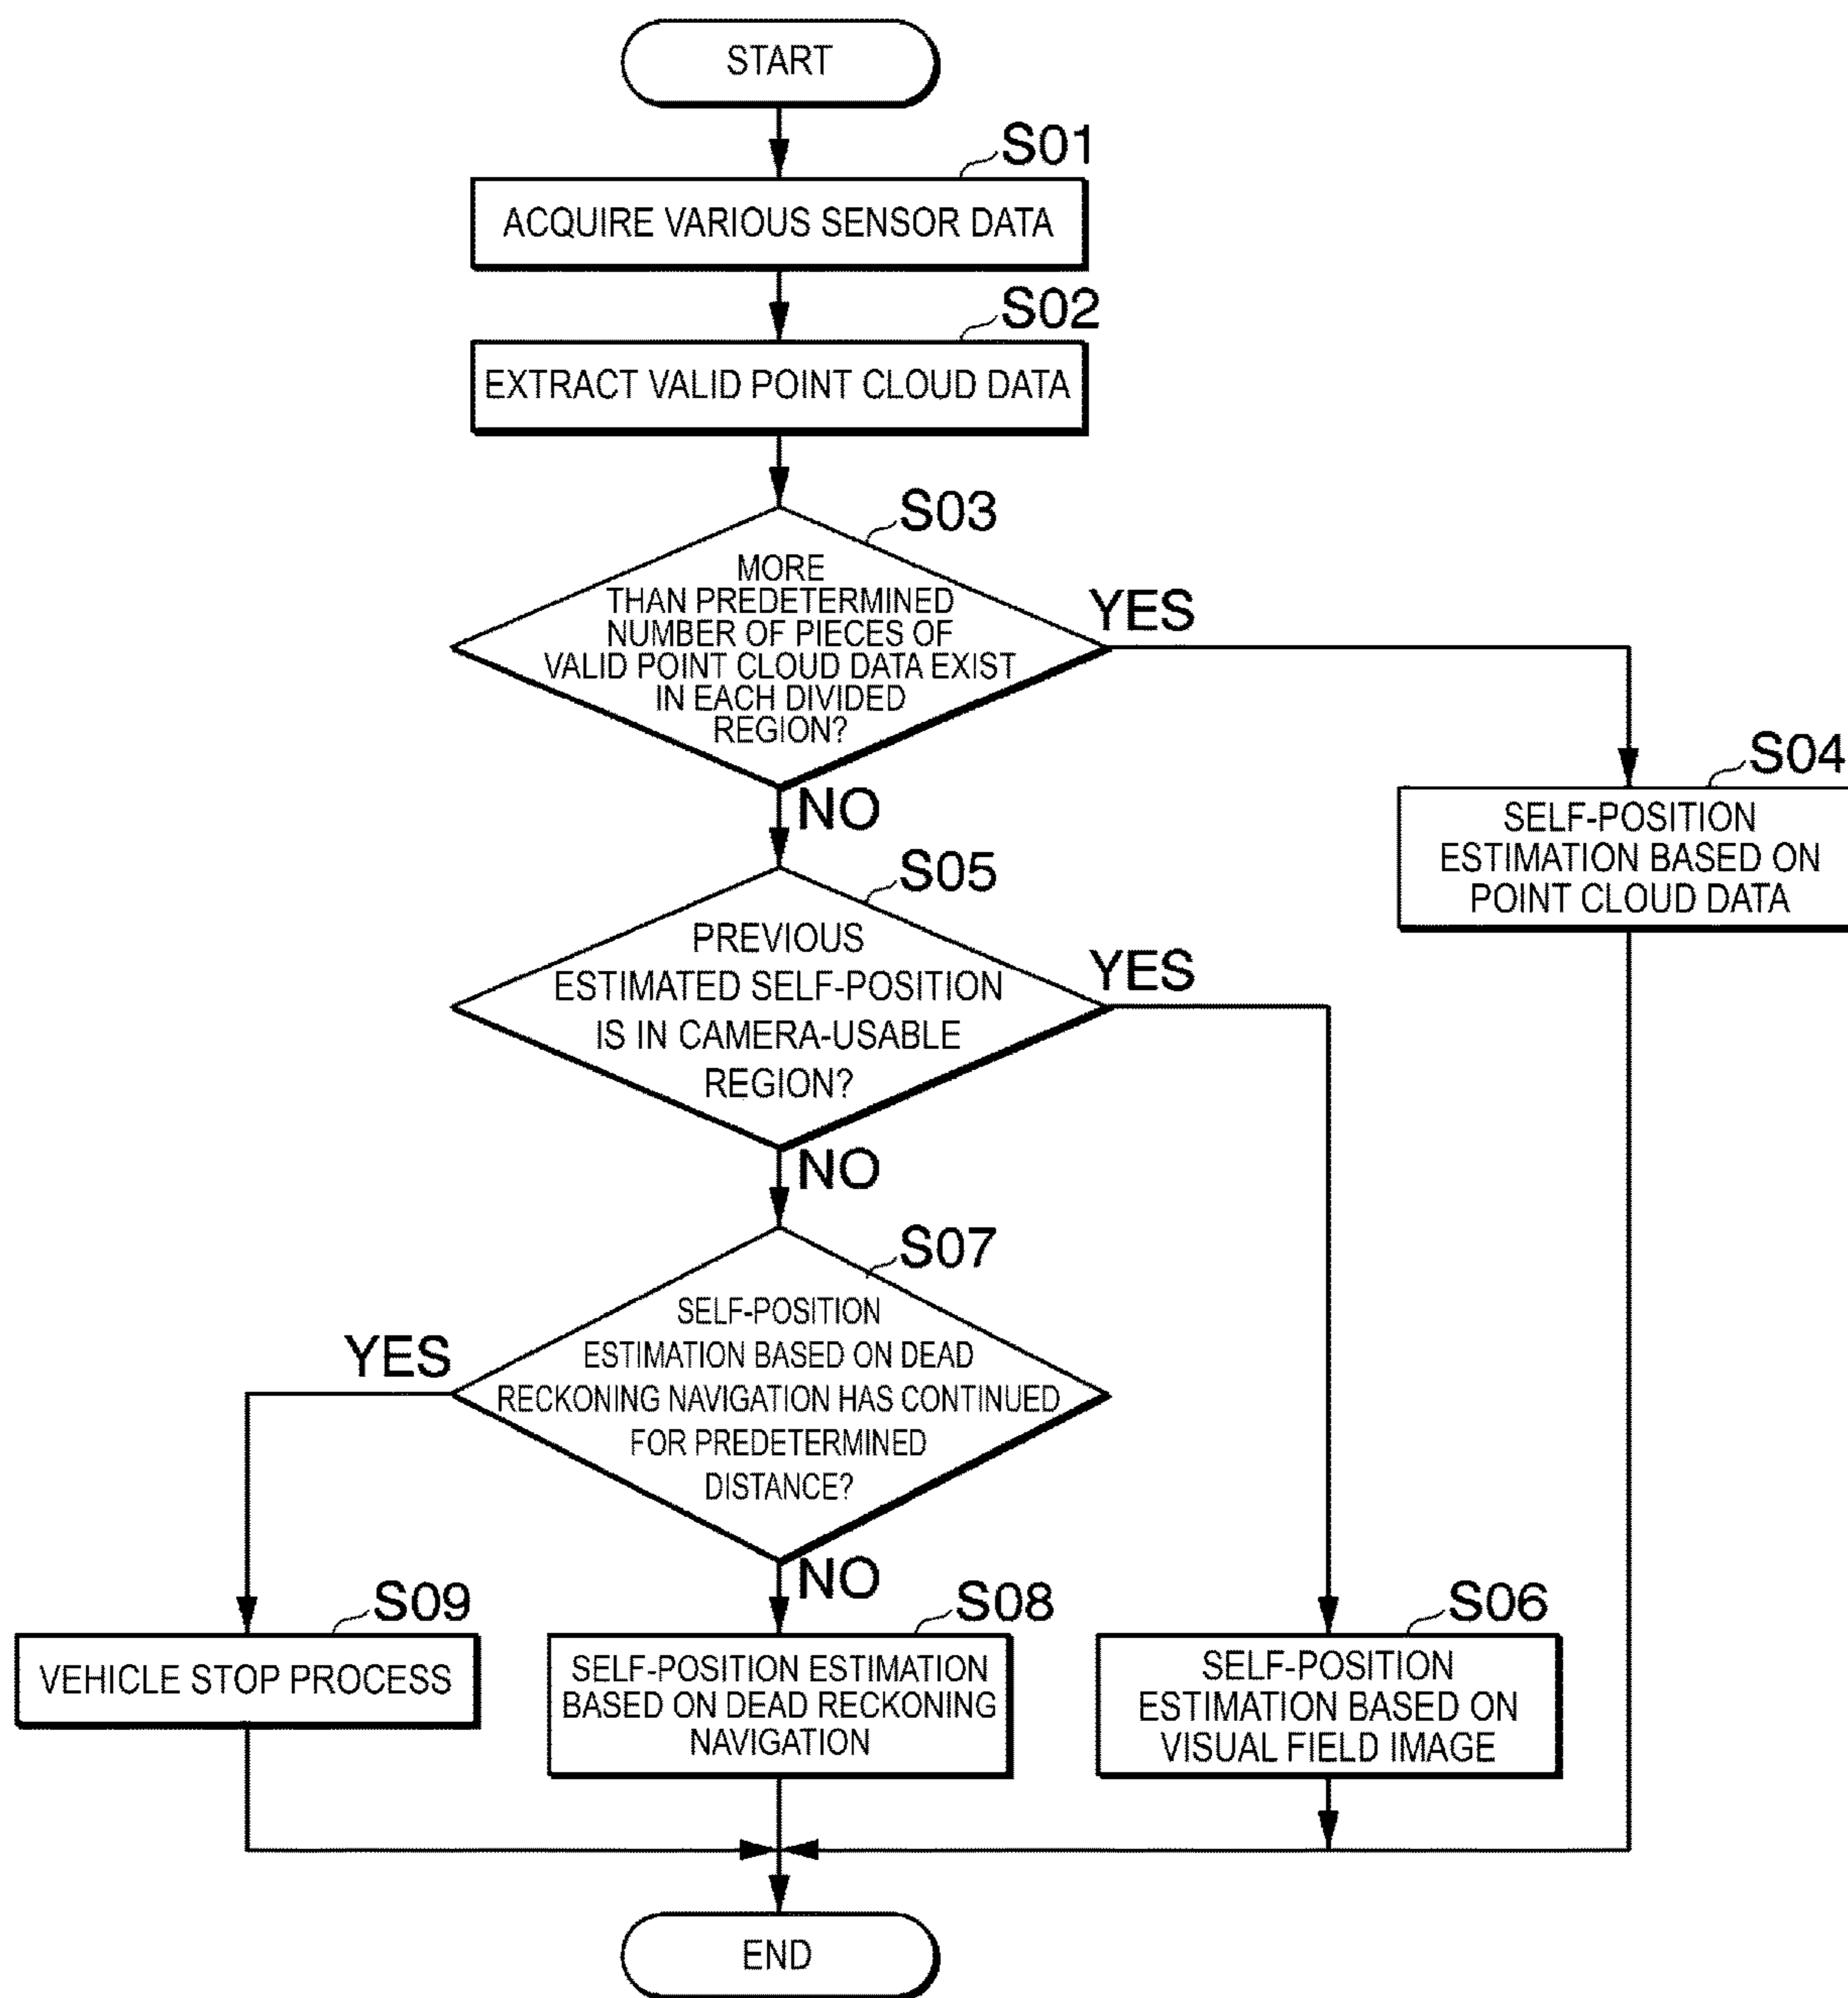 START
S01
ACQUIRE VARIOUS SENSOR DATA
S02
EXTRACT VALID POINT CLOUD DATA
S03
MORE
THAN PREDETERMINED
NUMBER OF PIECES OF
VALID POINT CLOUD DATA EXIST
IN EACH DIVIDED
REGION?
YES
NO
S04
SELF-POSITION
ESTIMATION BASED ON
POINT CLOUD DATA
S05
PREVIOUS
ESTIMATED SELF-POSITION
IS IN CAMERA-USABLE
REGION?
YES
NO
S07
SELF-POSITION
ESTIMATION BASED ON DEAD
RECKONING NAVIGATION HAS CONTINUED
FOR PREDETERMINED
DISTANCE?
YES
NO
S09
VEHICLE STOP PROCESS
S08
SELF-POSITION ESTIMATION
BASED ON DEAD RECKONING
NAVIGATION
S06
SELF-POSITION
ESTIMATION BASED ON
VISUAL FIELD IMAGE
END